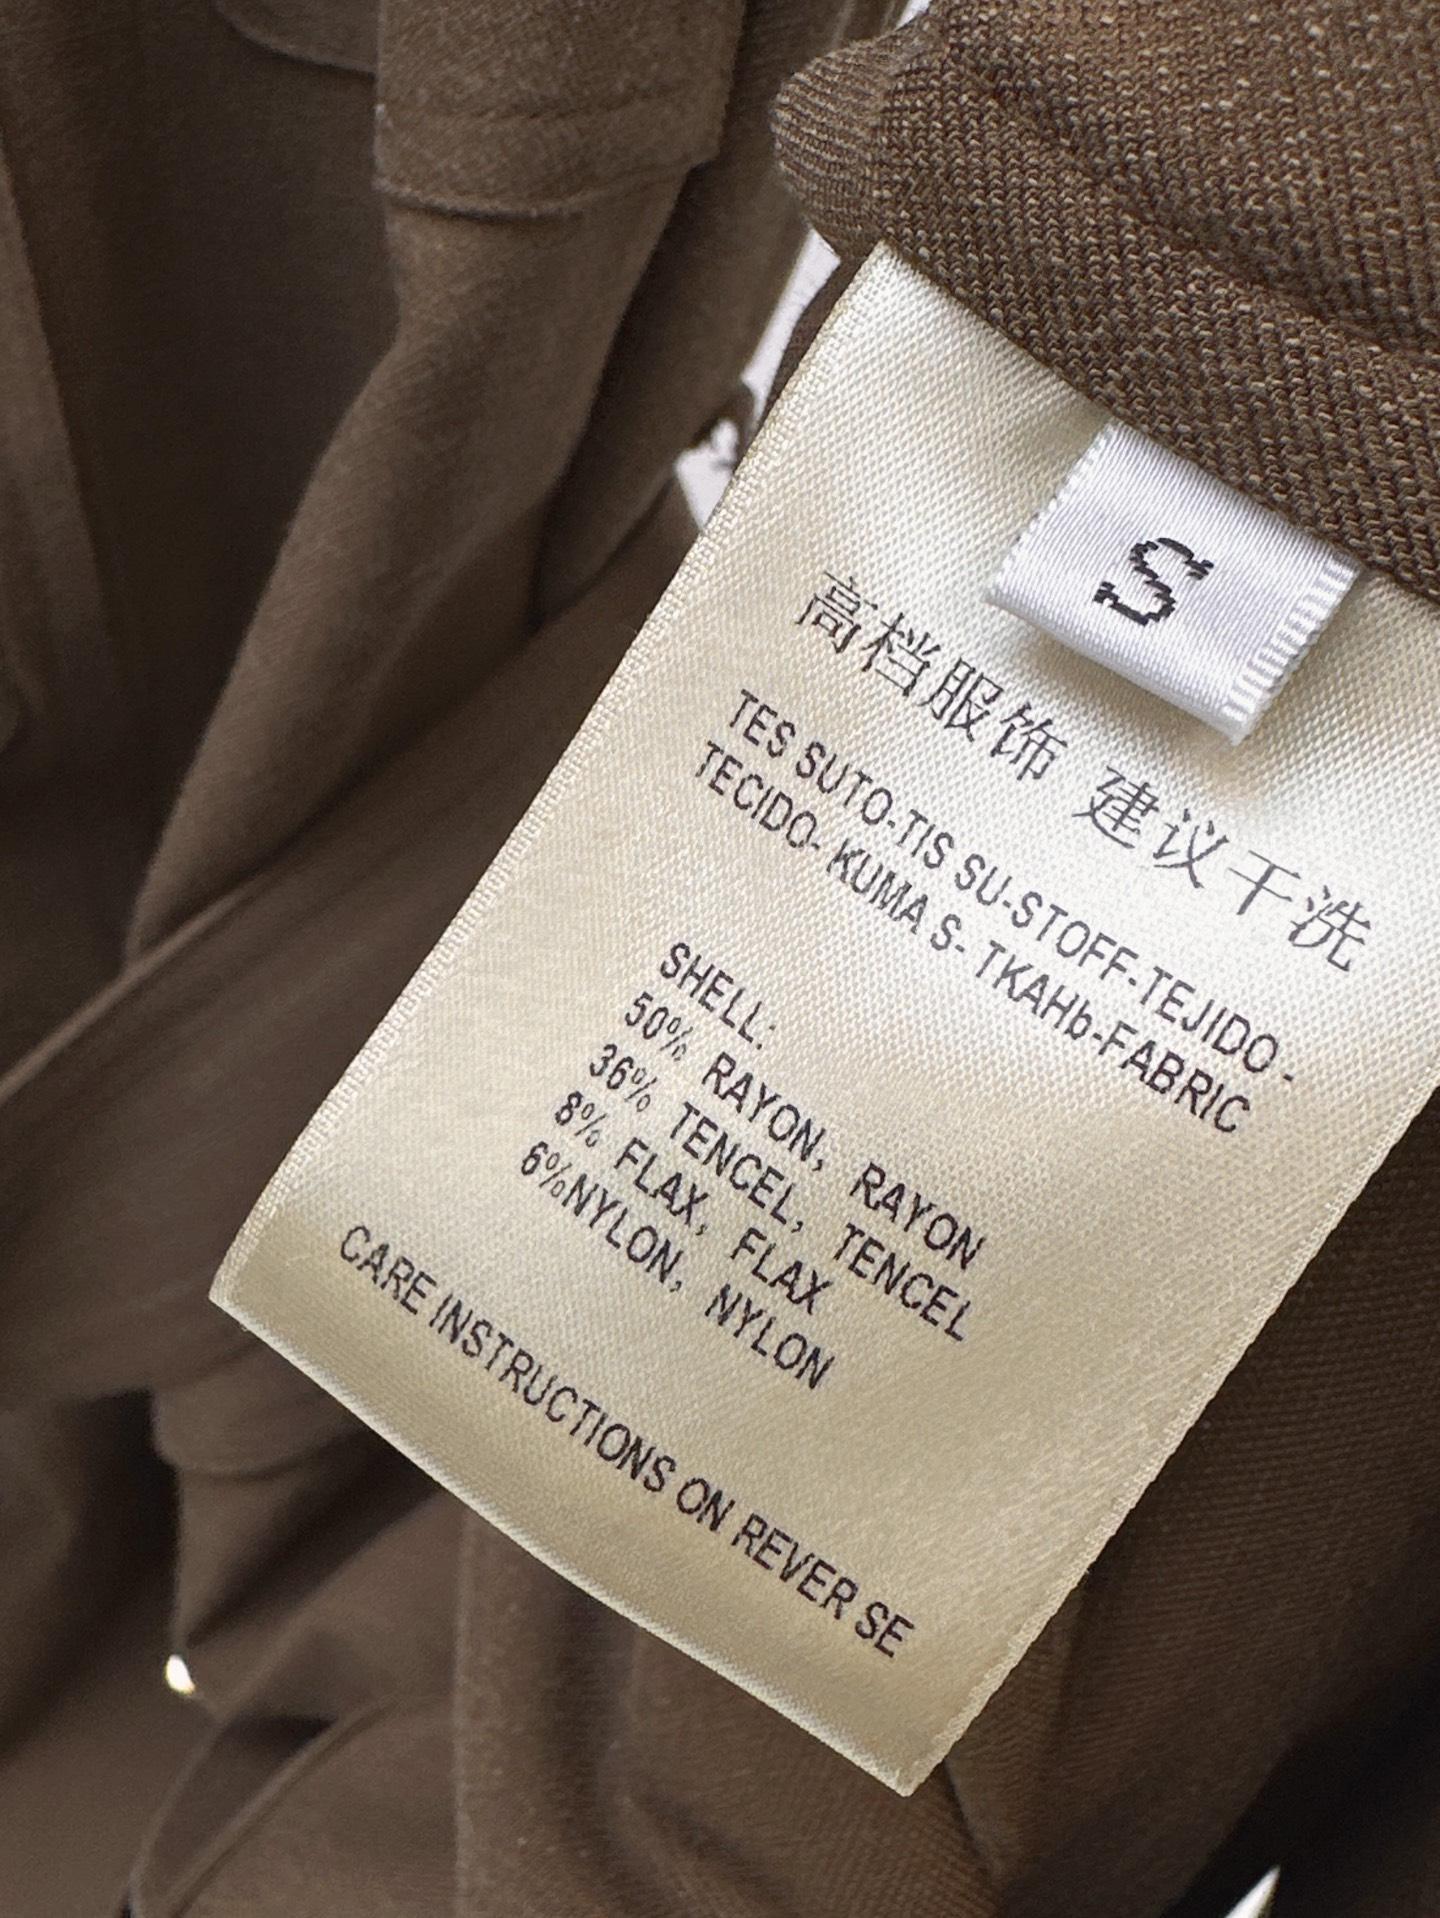 S
高档服饰 建议干洗
TES SUTO-TIS SU-STOFF-TEJIDO -
TECIDO- KUMA S- TKAHb-FABRIC
SHELL:
50% RAYON, RAYON
36% TENCEL, TENCEL
8% FLAX, FLAX
6%NYLON, NYLON
CARE INSTRUCTIONS ON REVER SE